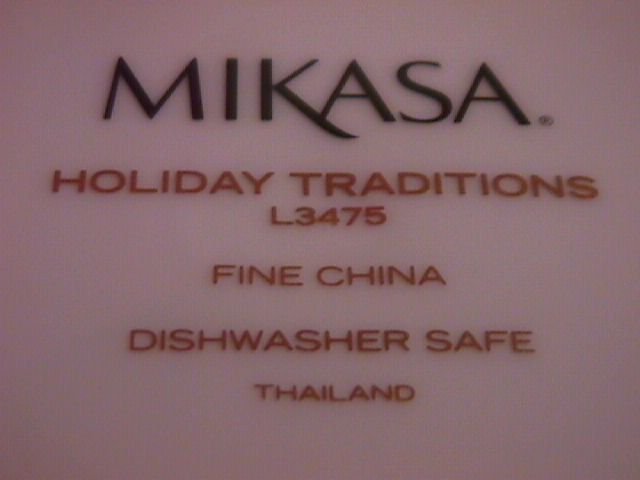 MIKASA®
HOLIDAY TRADITIONS
L3475
FINE CHINA
DISHWASHER SAFE
THAILAND